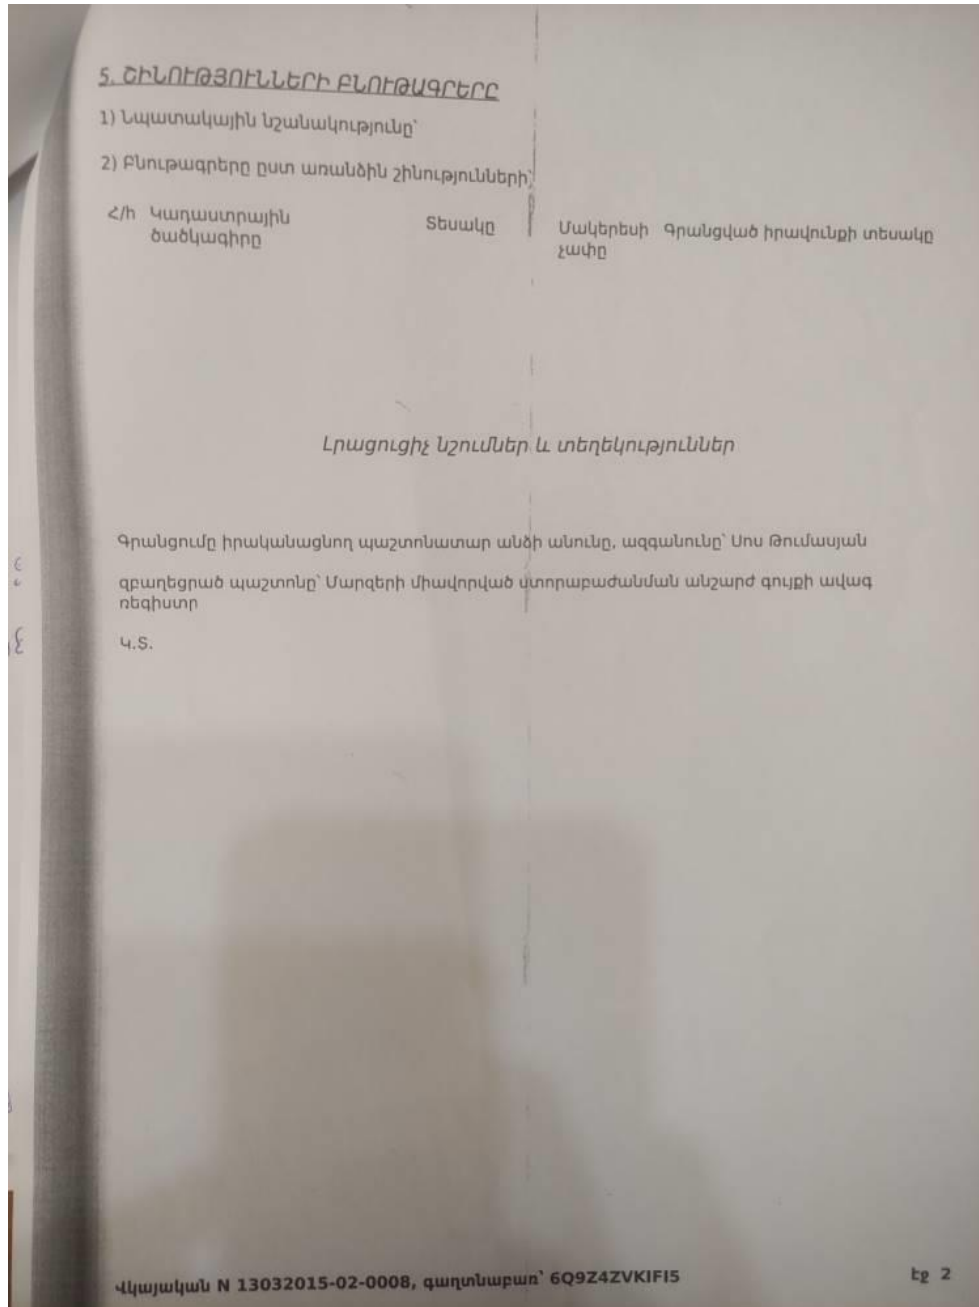 5. ՇԻՆՈՒԹՅՈՒՆՆԵՐԻ ԲՆՈՒԹԱԳՐԵՐԸ
1) Նպատակային նշանակությունը՝
2) Բնութագրերը ըստ առանձին շինությունների՝
Հ/հ Կադաստրային ծածկագիրը Տեսակը Մակերեսի չափը Գրանցված իրավունքի տեսակը
Լրացուցիչ նշումներ և տեղեկություններ
Գրանցումը իրականացնող պաշտոնատար անձի անունը, ազգանունը՝ Սոս Թումասյան
զբաղեցրած պաշտոնը՝ Մարզերի միավորված ստորաբաժանման անշարժ գույքի ավագ
ռեգիստր
Կ.Տ.
Վկայական N 13032015-02-0008, գաղտնաբառ՝ 6Q9Z4ZVKIFI5 էջ 2